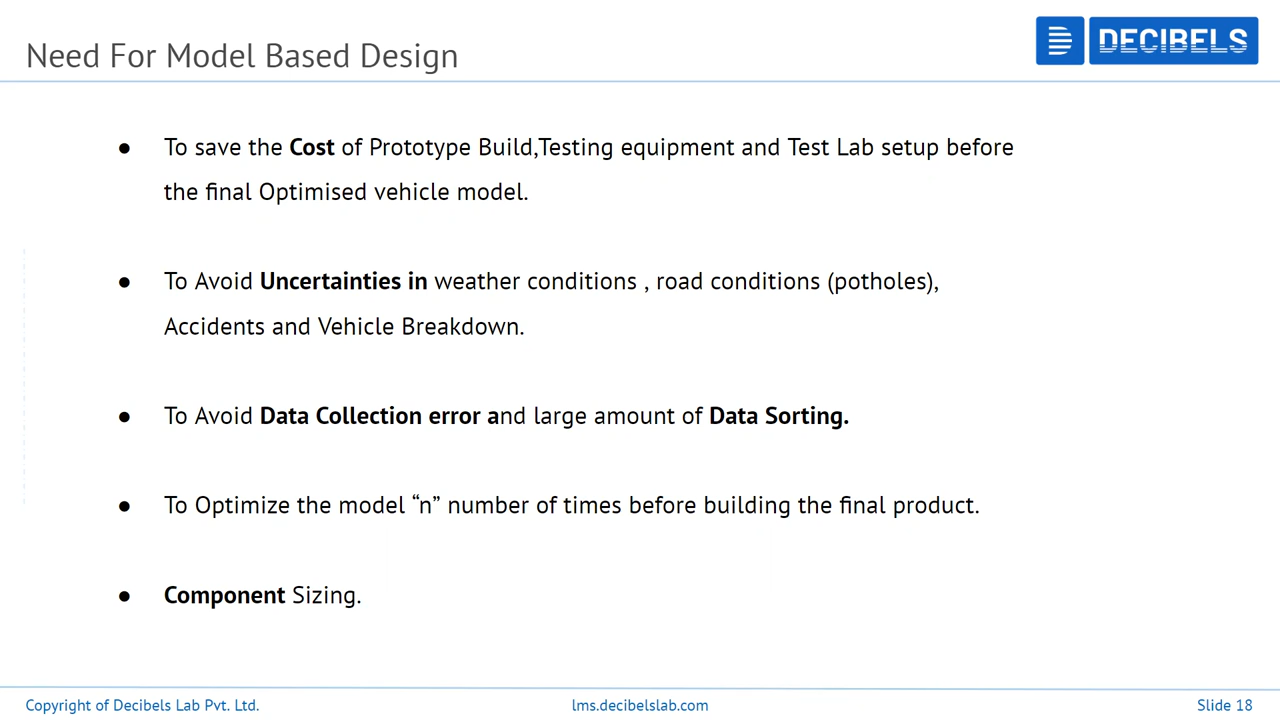 Need For Model Based Design
DECIBELS
● To save the Cost of Prototype Build,Testing equipment and Test Lab setup before
the final Optimised vehicle model.
● To Avoid Uncertainties in weather conditions , road conditions (potholes),
Accidents and Vehicle Breakdown.
● To Avoid Data Collection error and large amount of Data Sorting.
● To Optimize the model “n” number of times before building the final product.
● Component Sizing.
Copyright of Decibels Lab Pvt. Ltd.
lms.decibelslab.com
Slide 18